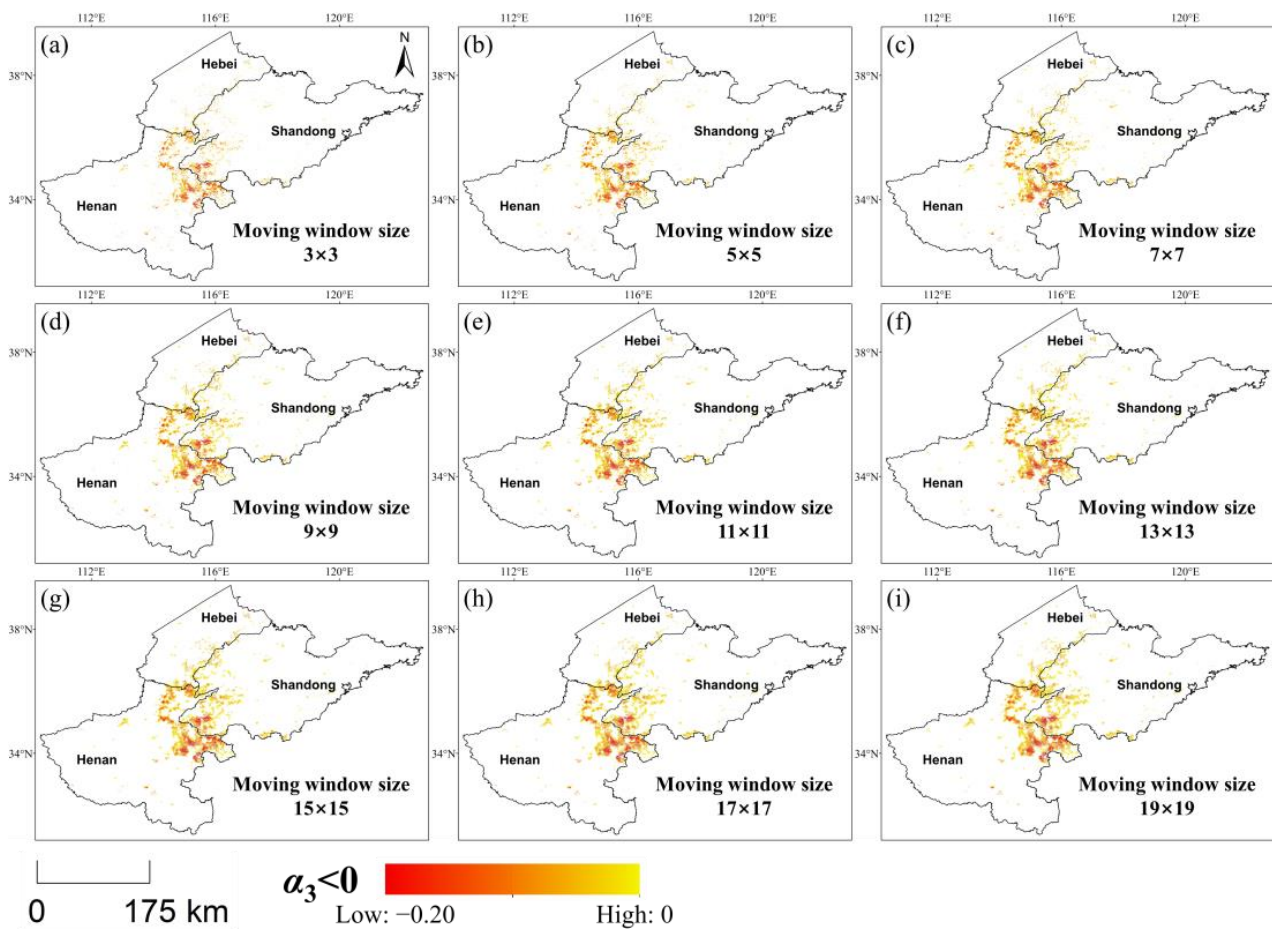 112°E 116°E 120°E 112°E 116°E 120°E 112°E 116°E 120°E
(a) N (b) (c)
38°N Hebei 38°N Hebei 38°N Hebei
Shandong Shandong Shandong
34°N Henan 34°N Henan 34°N Henan
Moving window size Moving window size Moving window size
3×3 5×5 7×7
112°E 116°E 120°E 112°E 116°E 120°E 112°E 116°E 120°E
(d) (e) (f)
38°N Hebei 38°N Hebei 38°N Hebei
Shandong Shandong Shandong
34°N Henan 34°N Henan 34°N Henan
Moving window size Moving window size Moving window size
9×9 11×11 13×13
112°E 116°E 120°E 112°E 116°E 120°E 112°E 116°E 120°E
(g) (h) (i)
38°N Hebei 38°N Hebei 38°N Hebei
Shandong Shandong Shandong
34°N Henan 34°N Henan 34°N Henan
Moving window size Moving window size Moving window size
15×15 17×17 19×19
α₃<0
0 175 km Low: −0.20 High: 0